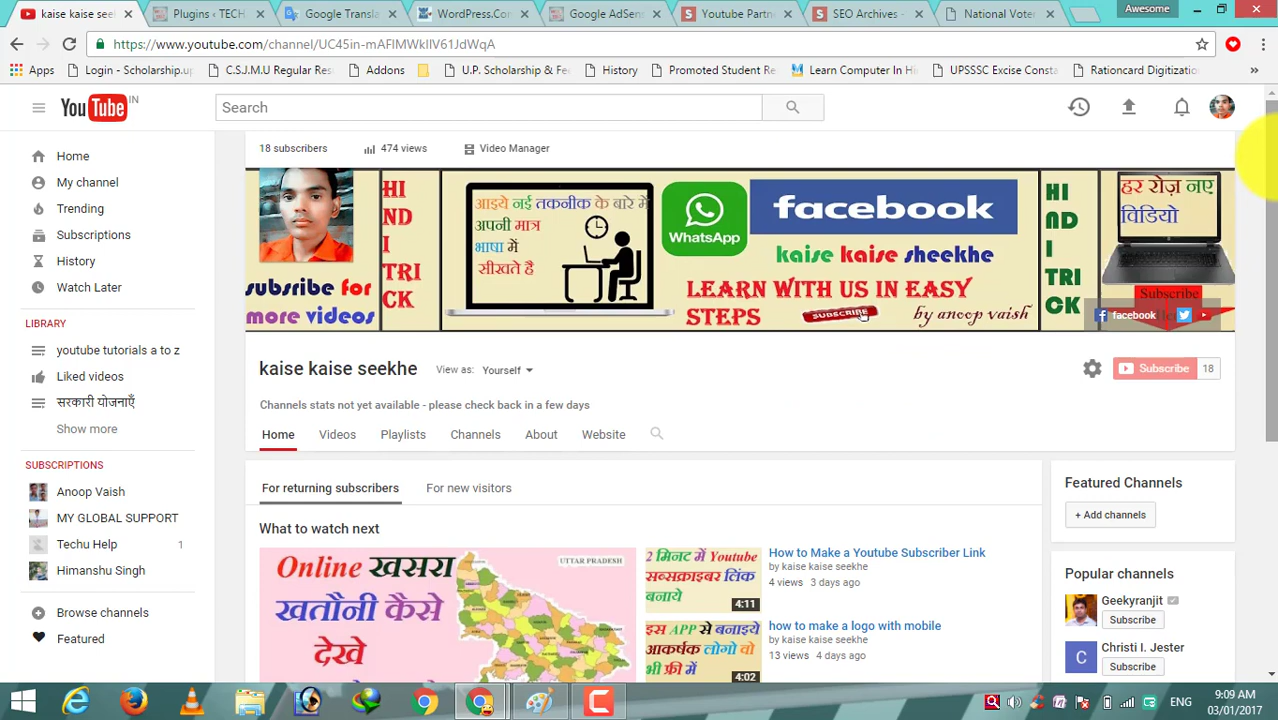 kaise kaise seekhe
Plugins ‹ TECH
Google Transl
WordPress.Com
Google AdSen
Youtube Partn
SEO Archives -
National Voter
Awesome
https://www.youtube.com/channel/UC45in-mAFIMWkIIV61JdWqA
Apps
Login - Scholarship.up
C.S.J.M.U Regular Res
Addons
U.P. Scholarship & Fe
History
Promoted Student Re
Learn Computer In Hi
UPSSSC Excise Consta
Rationcard Digitizatio
»
YouTube IN
Search
Home
My channel
Trending
Subscriptions
History
Watch Later
LIBRARY
youtube tutorials a to z
Liked videos
सरकारी योजनाएँ
Show more
SUBSCRIPTIONS
Anoop Vaish
MY GLOBAL SUPPORT
Techu Help 1
Himanshu Singh
Browse channels
Featured
18 subscribers
474 views
Video Manager
subsribe for
more videos
HI
ND
I
TRI
CK
आइये नई तकनीक के बारे में
अपनी मात्र
भाषा में
सीखते है
WhatsApp
facebook
kaise kaise sheekhe
LEARN WITH US IN EASY
STEPS
SUBSCRIBE
by anoop vaish
HI
ND
I
TRI
CK
हर रोज़ नए
विडियो
Subscribe
facebook
kaise kaise seekhe
View as: Yourself
Subscribe 18
Channels stats not yet available - please check back in a few days
Home
Videos
Playlists
Channels
About
Website
For returning subscribers
For new visitors
What to watch next
Online खसरा
खतौनी कैसे
देखे
UTTAR PRADESH
2 मिनट में Youtube
सब्सक्राइबर लिंक
बनाये
4:11
How to Make a Youtube Subscriber Link
by kaise kaise seekhe
4 views 3 days ago
इस APP से बनाइये
आकर्षक लोगो वो
भी फ्री में
4:02
how to make a logo with mobile
by kaise kaise seekhe
13 views 4 days ago
Featured Channels
+ Add channels
Popular channels
Geekyranjit
Subscribe
C
Christi I. Jester
Subscribe
ENG
9:09 AM
03/01/2017